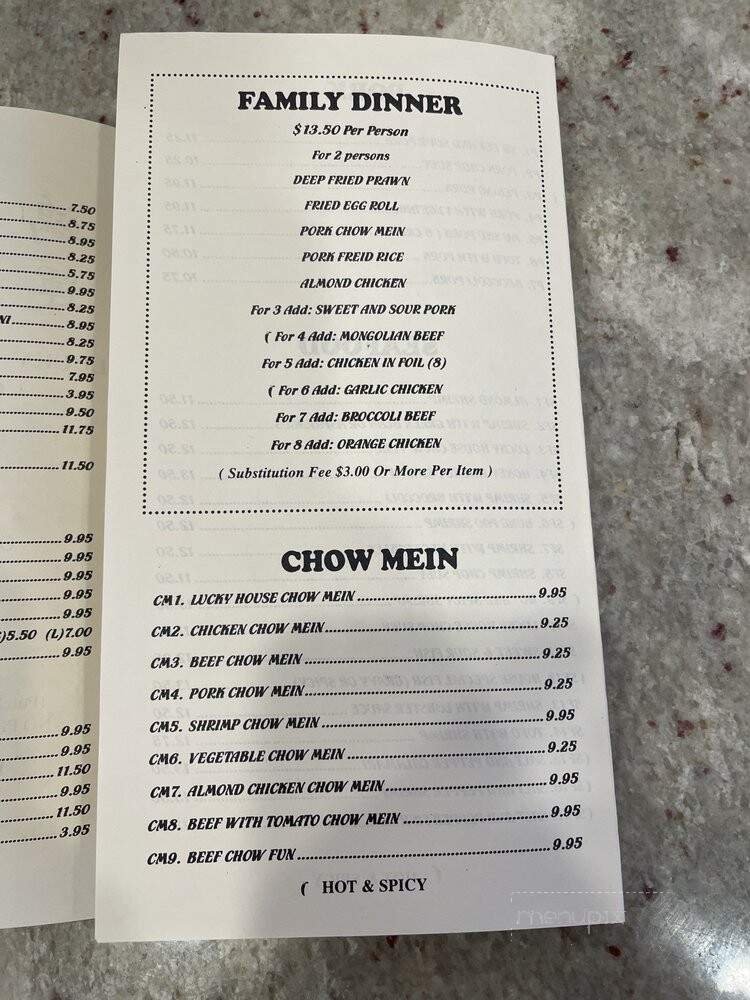 7.50
8.75
8.95
8.25
5.75
9.95
8.25
NI 8.95
8.25
9.75
7.95
3.95
9.50
11.75
11.50
9.95
9.95
9.95
9.95
9.95
)5.50 (L)7.00
9.95
9.95
9.95
11.50
9.95
11.50
3.95
FAMILY DINNER
$13.50 Per Person
For 2 persons
DEEP FRIED PRAWN
FRIED EGG ROLL
PORK CHOW MEIN
PORK FREID RICE
ALMOND CHICKEN
For 3 Add: SWEET AND SOUR PORK
( For 4 Add: MONGOLIAN BEEF
For 5 Add: CHICKEN IN FOIL (8)
( For 6 Add: GARLIC CHICKEN
For 7 Add: BROCCOLI BEEF
For 8 Add: ORANGE CHICKEN
( Substitution Fee $3.00 Or More Per Item )
CHOW MEIN
CM1. LUCKY HOUSE CHOW MEIN 9.95
CM2. CHICKEN CHOW MEIN 9.25
CM3. BEEF CHOW MEIN 9.25
CM4. PORK CHOW MEIN 9.25
CM5. SHRIMP CHOW MEIN 9.95
CM6. VEGETABLE CHOW MEIN 9.25
CM7. ALMOND CHICKEN CHOW MEIN 9.95
CM8. BEEF WITH TOMATO CHOW MEIN 9.95
CM9. BEEF CHOW FUN 9.95
( HOT & SPICY
menupix